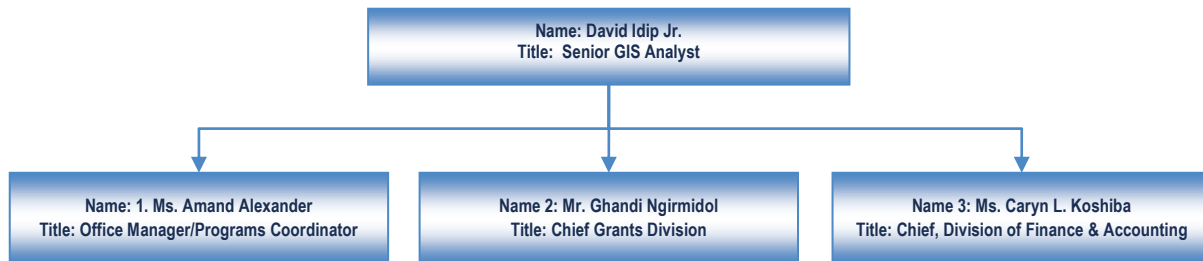 Name: David Idip Jr.
Title: Senior GIS Analyst
Name: 1. Ms. Amand Alexander
Title: Office Manager/Programs Coordinator
Name 2: Mr. Ghandi Ngirmidol
Title: Chief Grants Division
Name 3: Ms. Caryn L. Koshiba
Title: Chief, Division of Finance & Accounting